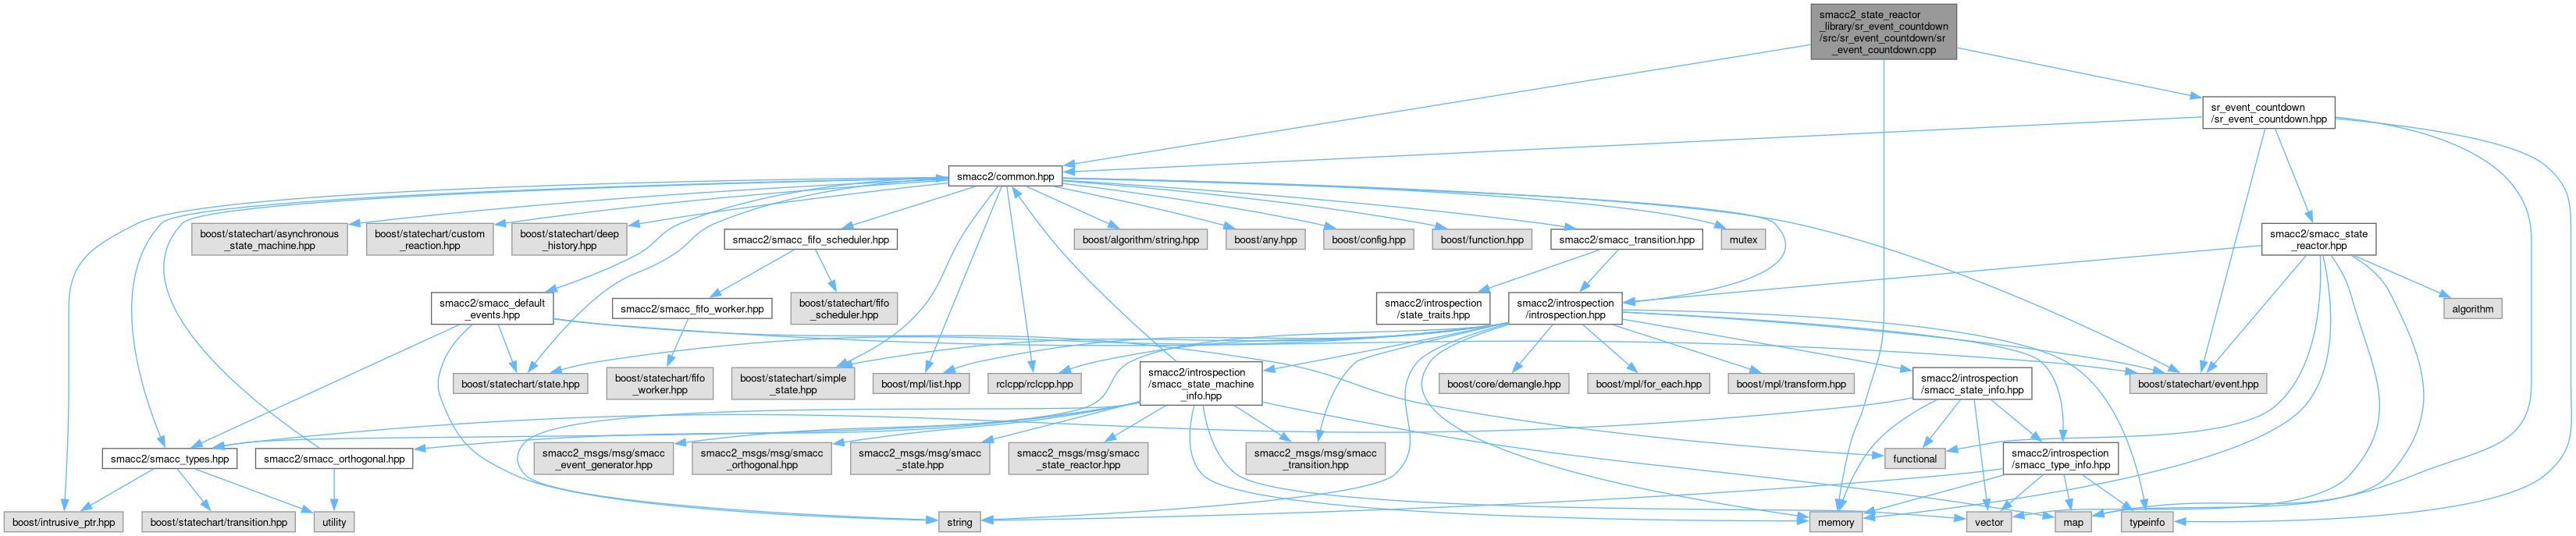 smacc2_state_reactor
_library/sr_event_countdown
/src/sr_event_countdown/sr
_event_countdown.cpp
sr_event_countdown
/sr_event_countdown.hpp
smacc2/common.hpp
boost/statechart/asynchronous
_state_machine.hpp
boost/statechart/custom
_reaction.hpp
boost/statechart/deep
_history.hpp
smacc2/smacc_fifo_scheduler.hpp
boost/algorithm/string.hpp
boost/any.hpp
boost/config.hpp
boost/function.hpp
smacc2/smacc_transition.hpp
mutex
smacc2/smacc_state
_reactor.hpp
smacc2/smacc_default
_events.hpp
smacc2/smacc_fifo_worker.hpp
boost/statechart/fifo
_scheduler.hpp
smacc2/introspection
/state_traits.hpp
smacc2/introspection
/introspection.hpp
algorithm
boost/statechart/state.hpp
boost/statechart/fifo
_worker.hpp
boost/statechart/simple
_state.hpp
boost/mpl/list.hpp
rclcpp/rclcpp.hpp
smacc2/introspection
/smacc_state_machine
_info.hpp
boost/core/demangle.hpp
boost/mpl/for_each.hpp
boost/mpl/transform.hpp
smacc2/introspection
/smacc_state_info.hpp
boost/statechart/event.hpp
smacc2/smacc_types.hpp
smacc2/smacc_orthogonal.hpp
smacc2_msgs/msg/smacc
_event_generator.hpp
smacc2_msgs/msg/smacc
_orthogonal.hpp
smacc2_msgs/msg/smacc
_state.hpp
smacc2_msgs/msg/smacc
_state_reactor.hpp
smacc2_msgs/msg/smacc
_transition.hpp
functional
smacc2/introspection
/smacc_type_info.hpp
boost/intrusive_ptr.hpp
boost/statechart/transition.hpp
utility
string
memory
vector
map
typeinfo